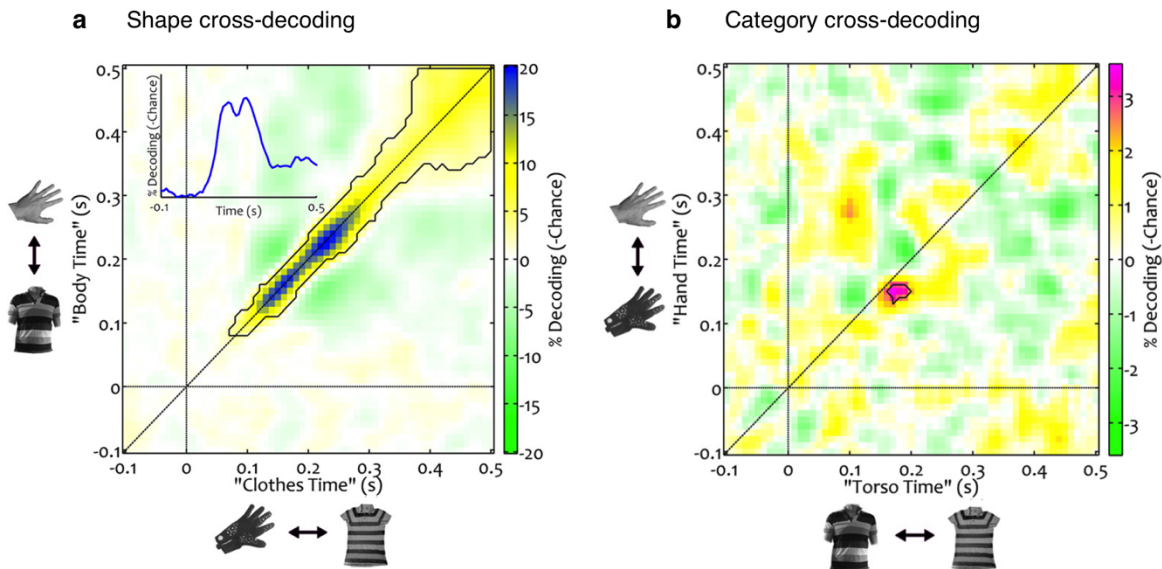 a Shape cross-decoding
0.5
0.4
0.3
0.2
0.1
0
-0.1
"Body Time" (s)
% Decoding (-Chance)
-0.1
Time (s)
0.5
-0.1 0 0.1 0.2 0.3 0.4 0.5
"Clothes Time" (s)
20
15
10
5
0
-5
-10
-15
-20
% Decoding (-Chance)
b Category cross-decoding
0.5
0.4
0.3
0.2
0.1
0
-0.1
"Hand Time" (s)
-0.1 0 0.1 0.2 0.3 0.4 0.5
"Torso Time" (s)
3
2
1
0
-1
-2
-3
% Decoding (-Chance)